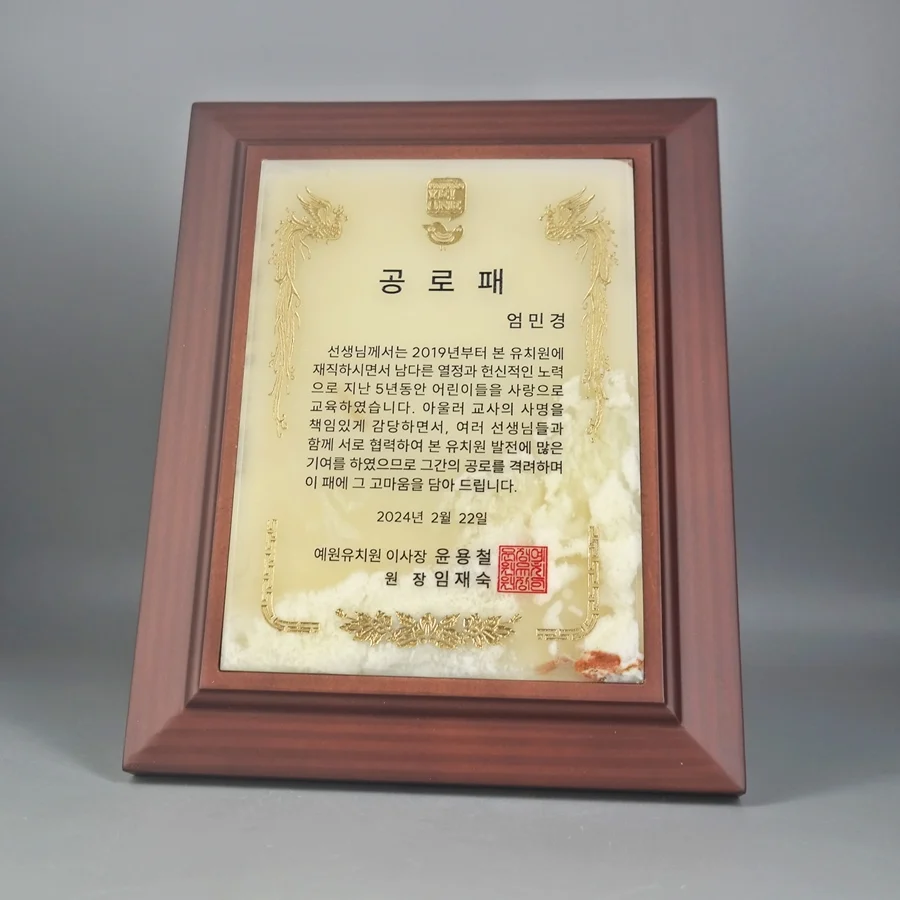 공로패
엄민경
선생님께서는 2019년부터 본 유치원에
재직하시면서 남다른 열정과 헌신적인 노력
으로 지난 5년동안 어린이들을 사랑으로
교육하였습니다. 아울러 교사의 사명을
책임있게 감당하면서, 여러 선생님들과
함께 서로 협력하여 본 유치원 발전에 많은
기여를 하였으므로 그간의 공로를 격려하며
이 패에 그 고마움을 담아 드립니다.
2024년 2월 22일
예원유치원 이사장 윤용철
원 장 임재숙